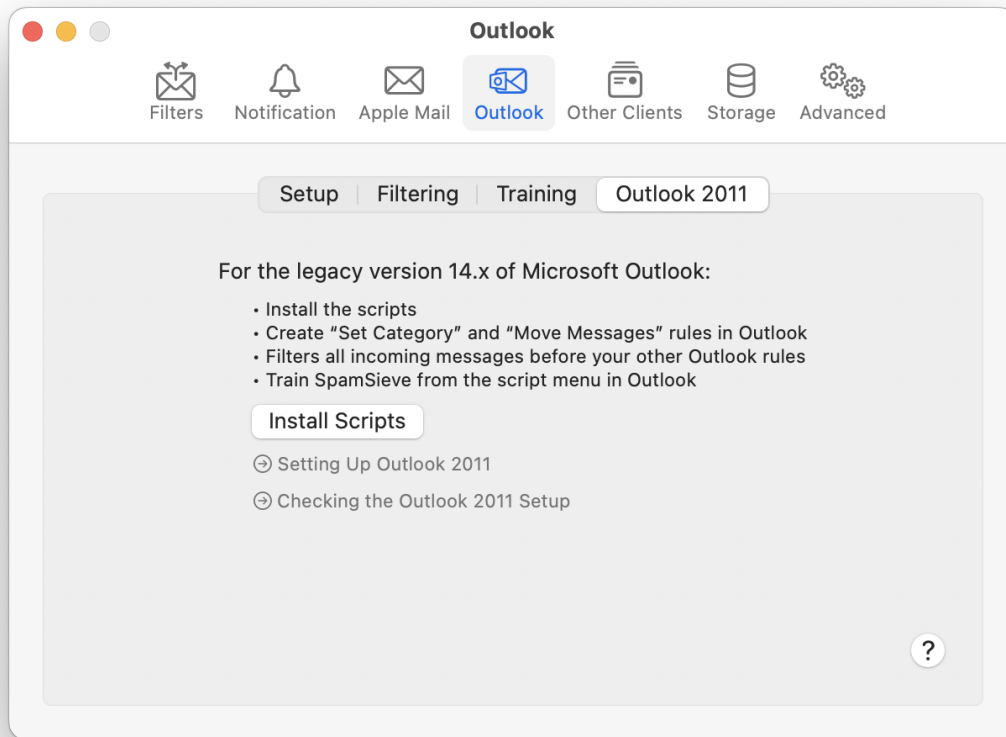 Outlook
Filters
Notification
Apple Mail
Outlook
Other Clients
Storage
Advanced
Setup
Filtering
Training
Outlook 2011
For the legacy version 14.x of Microsoft Outlook:
• Install the scripts
• Create “Set Category” and “Move Messages” rules in Outlook
• Filters all incoming messages before your other Outlook rules
• Train SpamSieve from the script menu in Outlook
Install Scripts
Setting Up Outlook 2011
Checking the Outlook 2011 Setup
?